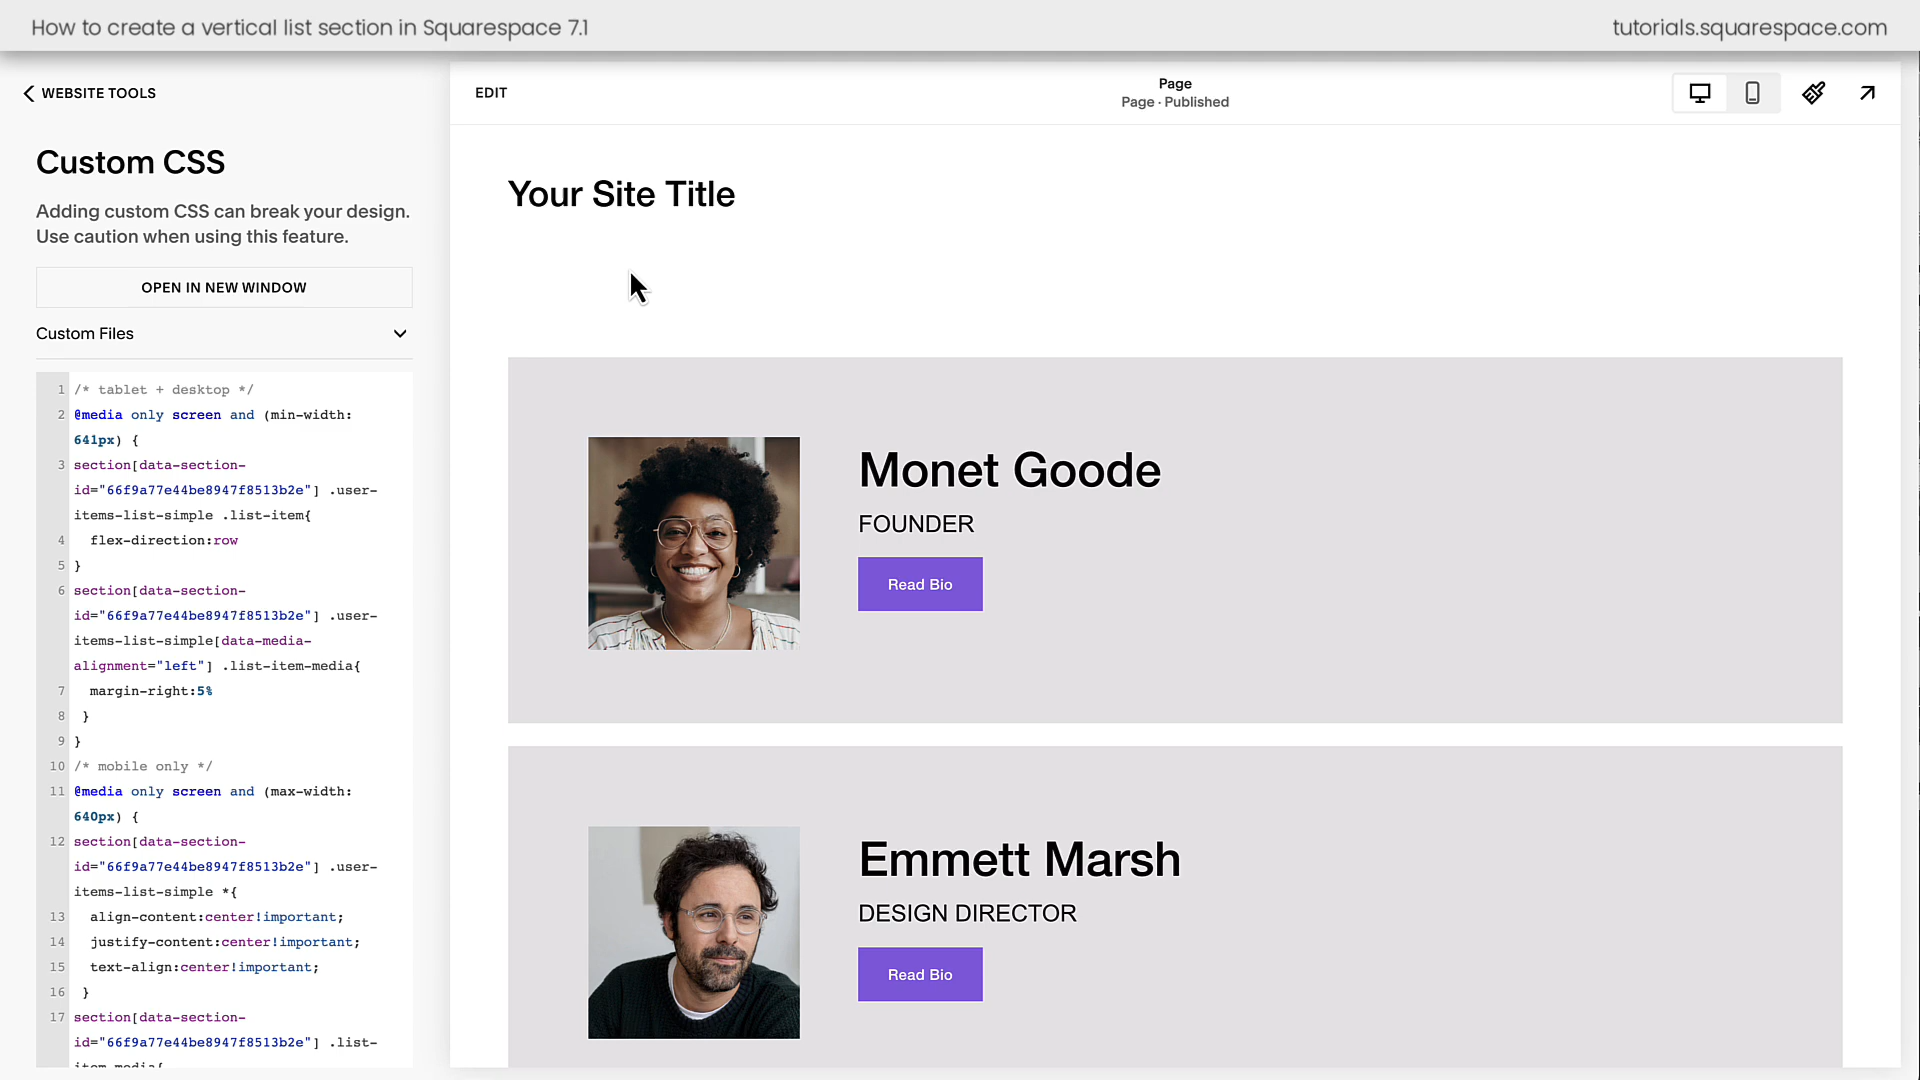 How to create a vertical list section in Squarespace 7.1
tutorials.squarespace.com
WEBSITE TOOLS
EDIT
Page
Page · Published
Custom CSS
Adding custom CSS can break your design.
Use caution when using this feature.
OPEN IN NEW WINDOW
Custom Files
1 /* tablet + desktop */
2 @media only screen and (min-width:
641px) {
3 section[data-section-
id="66f9a77e44be8947f8513b2e"] .user-
items-list-simple .list-item{
4 flex-direction:row
5 }
6 section[data-section-
id="66f9a77e44be8947f8513b2e"] .user-
items-list-simple[data-media-
alignment="left"] .list-item-media{
7 margin-right:5%
8 }
9 }
10 /* mobile only */
11 @media only screen and (max-width:
640px) {
12 section[data-section-
id="66f9a77e44be8947f8513b2e"] .user-
items-list-simple *{
13 align-content:center!important;
14 justify-content:center!important;
15 text-align:center!important;
16 }
17 section[data-section-
id="66f9a77e44be8947f8513b2e"] .list-
item-media{
Your Site Title
Monet Goode
FOUNDER
Read Bio
Emmett Marsh
DESIGN DIRECTOR
Read Bio